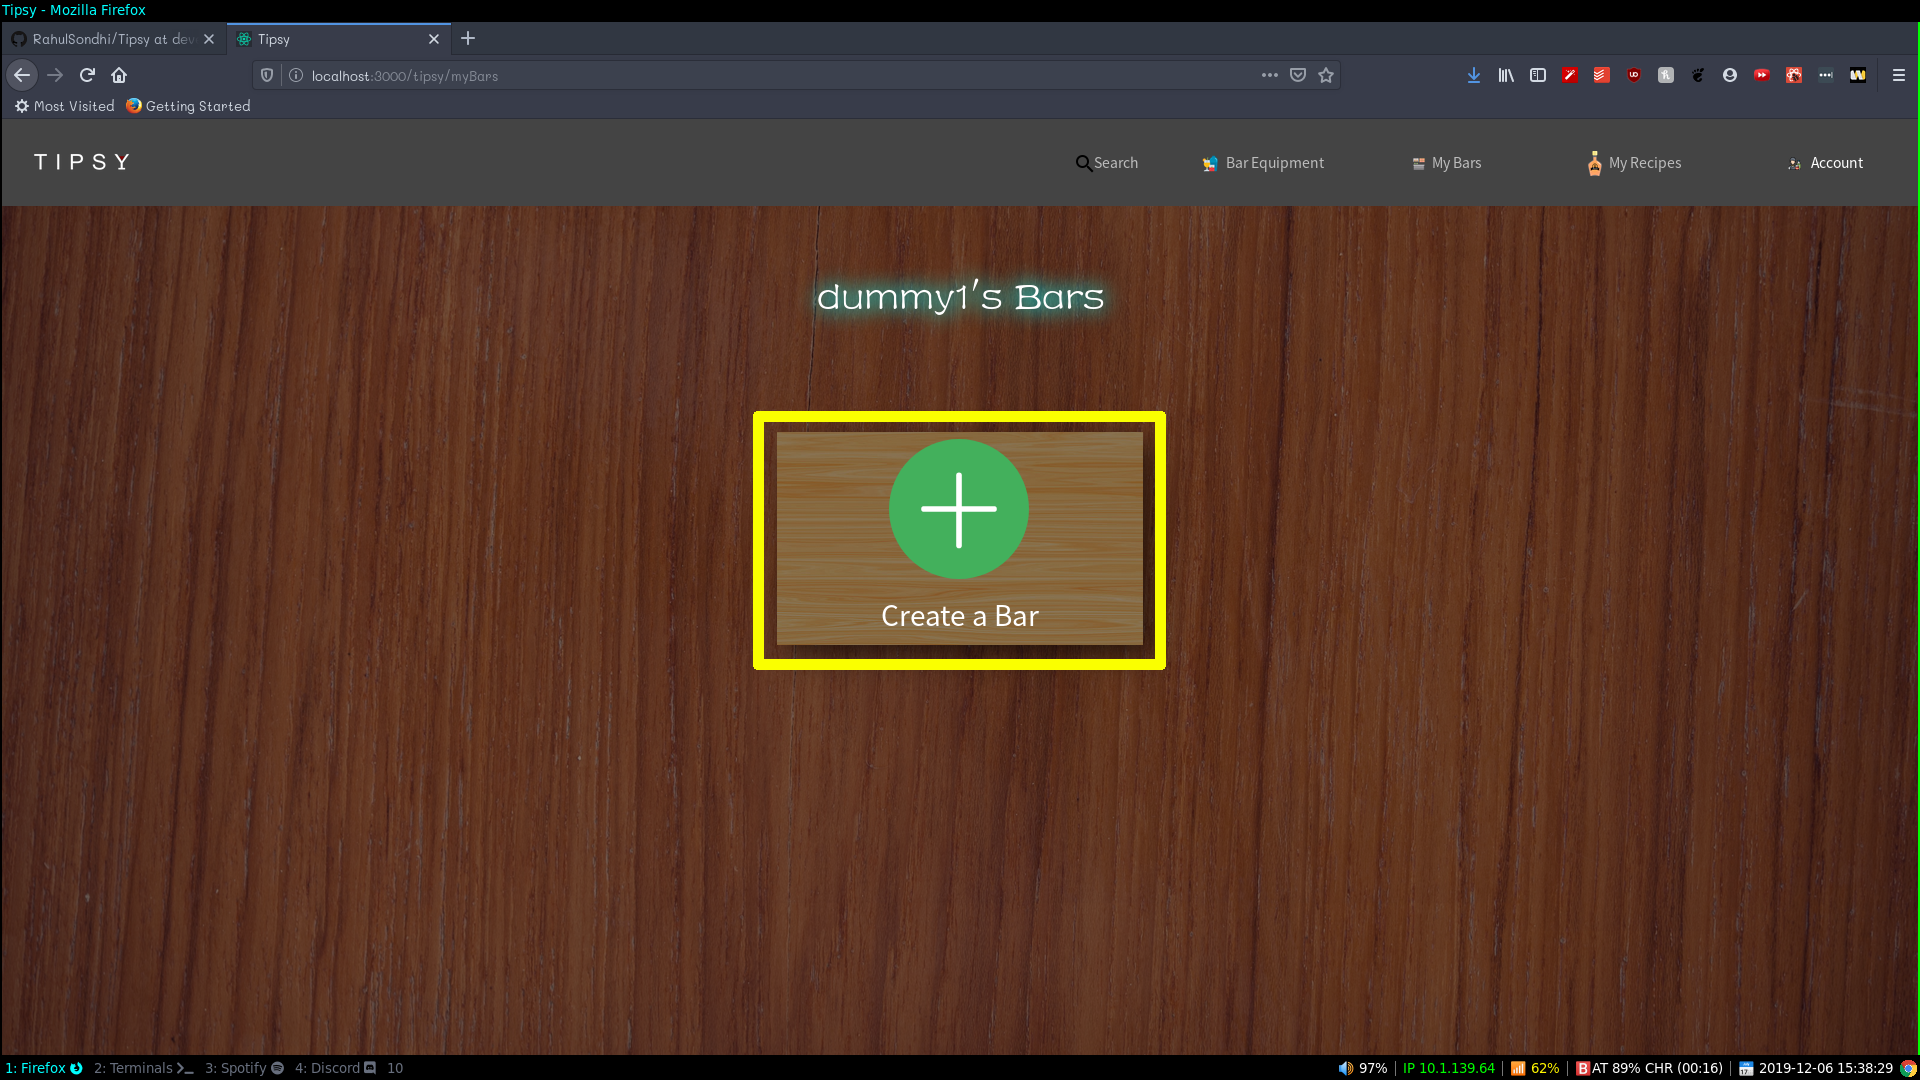 Tipsy - Mozilla Firefox
RahulSondhi/Tipsy at dev
Tipsy
localhost:3000/tipsy/myBars
Most Visited
Getting Started
TIPSY
Search
Bar Equipment
My Bars
My Recipes
Account
dummy1's Bars
Create a Bar
1: Firefox
2: Terminals
3: Spotify
4: Discord
10
97%
IP 10.1.139.64
62%
BAT 89% CHR (00:16)
2019-12-06 15:38:29